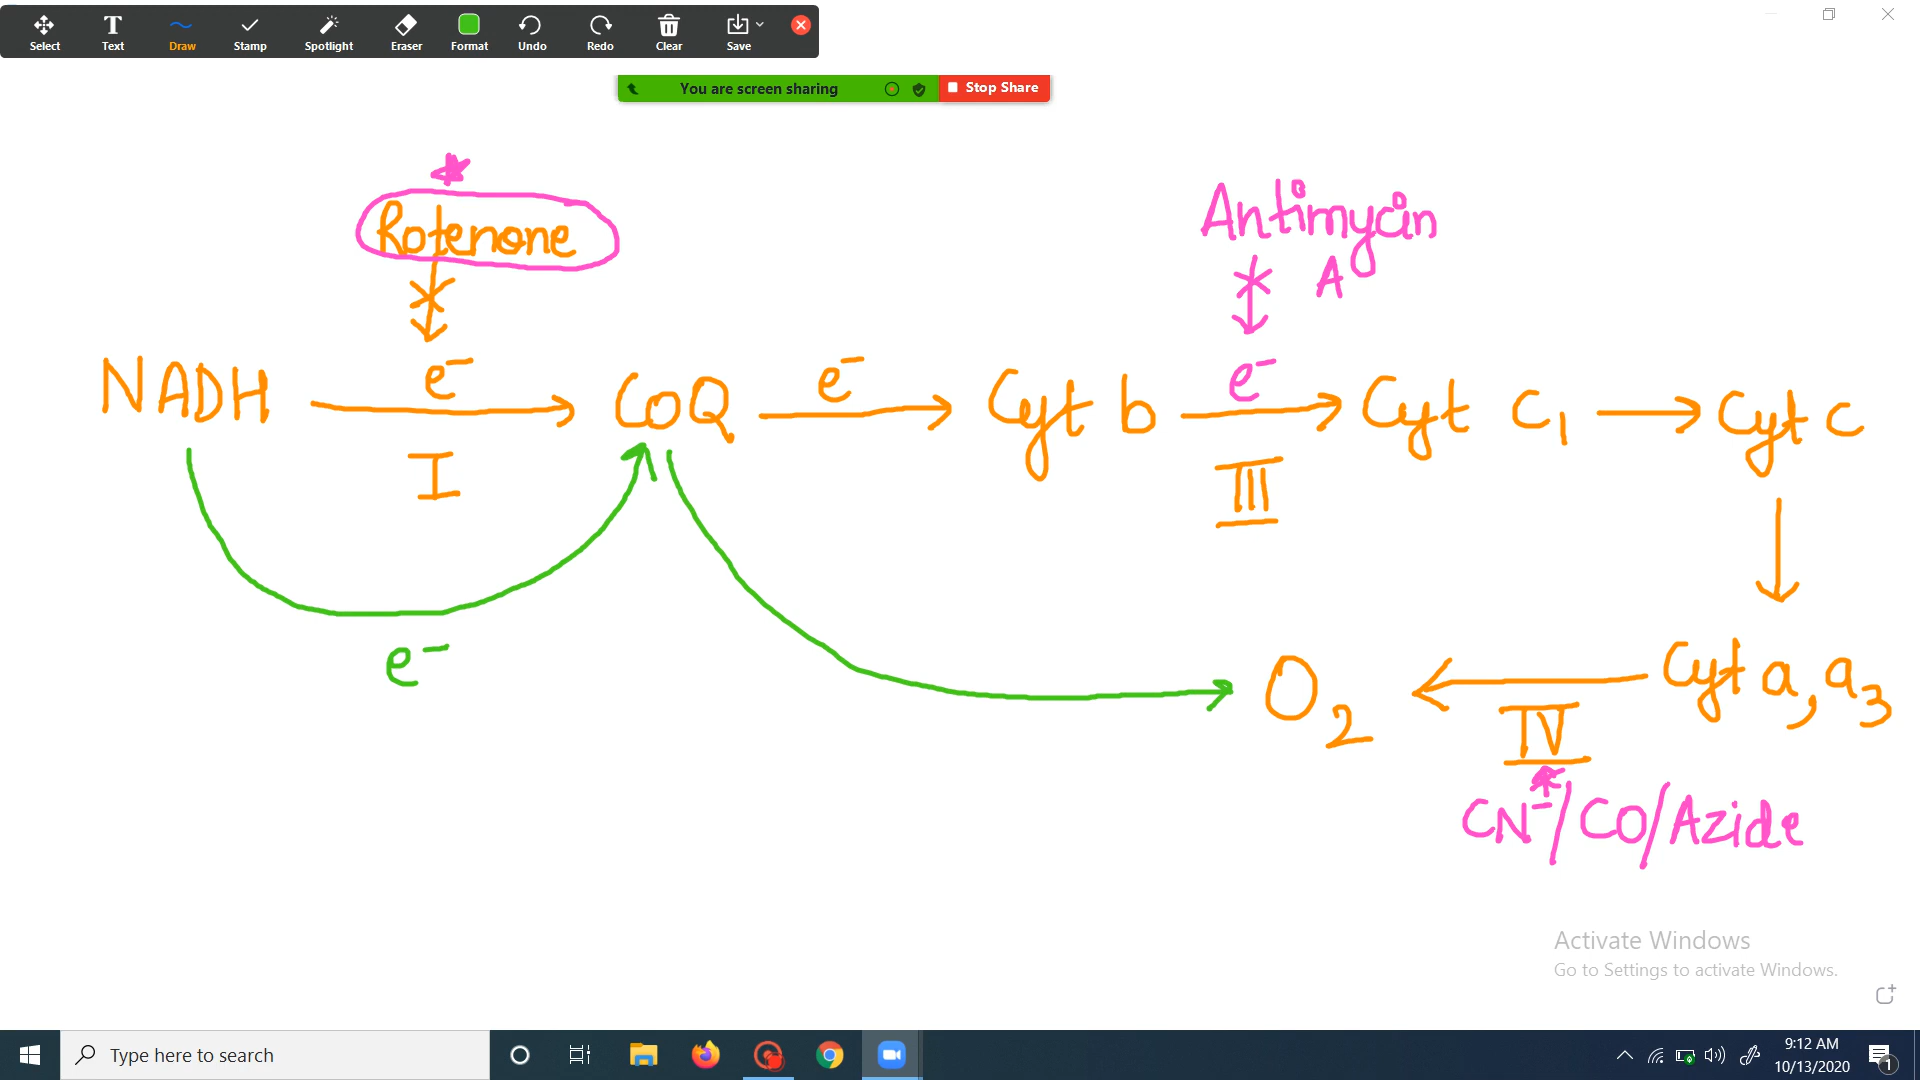 Select Text Draw Stamp Spotlight Eraser Format Undo Redo Clear Save
You are screen sharing Stop Share
Rotenone
Antimycin
A
NADH e⁻ CoQ e⁻ Cyt b e⁻ Cyt c₁ Cyt c
I III
e⁻
O₂ Cyt a, a₃
IV
CN⁻/CO/Azide
Activate Windows
Go to Settings to activate Windows.
Type here to search
9:12 AM
10/13/2020
1